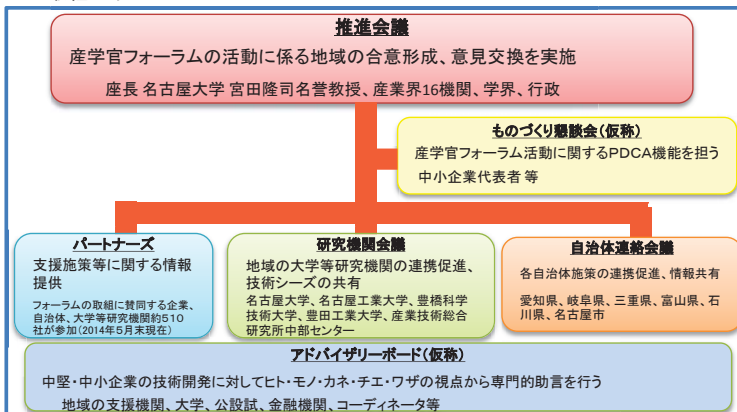 推進会議
産学官フォーラムの活動に係る地域の合意形成、意見交換を実施
座長 名古屋大学 宮田隆司名誉教授、産業界16機関、学界、行政
ものづくり懇談会(仮称)
産学官フォーラム活動に関するPDCA機能を担う
中小企業代表者 等
パートナーズ
支援施策等に関する情報
提供
フォーラムの取組に賛同する企業、
自治体、大学等研究機関約510
社が参加(2014年5月末現在)
研究機関会議
地域の大学等研究機関の連携促進、
技術シーズの共有
名古屋大学、名古屋工業大学、豊橋科学
技術大学、豊田工業大学、産業技術総合
研究所中部センター
自治体連絡会議
各自治体施策の連携促進、情報共有
愛知県、岐阜県、三重県、富山県、石
川県、名古屋市
アドバイザリーボード(仮称)
中堅・中小企業の技術開発に対してヒト・モノ・カネ・チエ・ワザの視点から専門的助言を行う
地域の支援機関、大学、公設試、金融機関、コーディネータ等